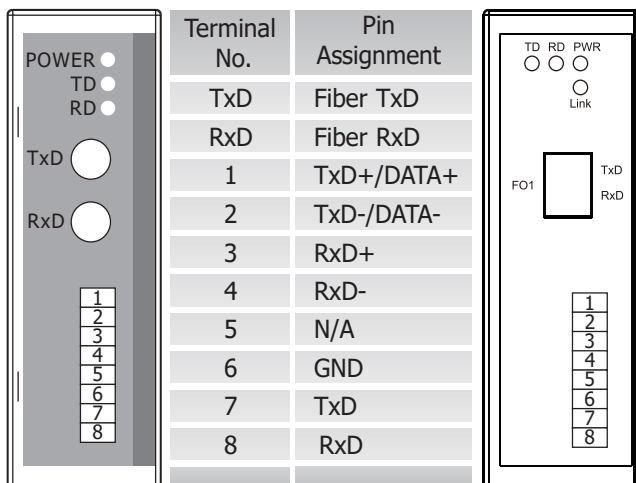 POWER
TD
RD
TxD
RxD
1
2
3
4
5
6
7
8
Terminal No. Pin Assignment
TxD Fiber TxD
RxD Fiber RxD
1 TxD+/DATA+
2 TxD-/DATA-
3 RxD+
4 RxD-
5 N/A
6 GND
7 TxD
8 RxD
TD RD PWR
Link
FO1
TxD
RxD
1
2
3
4
5
6
7
8